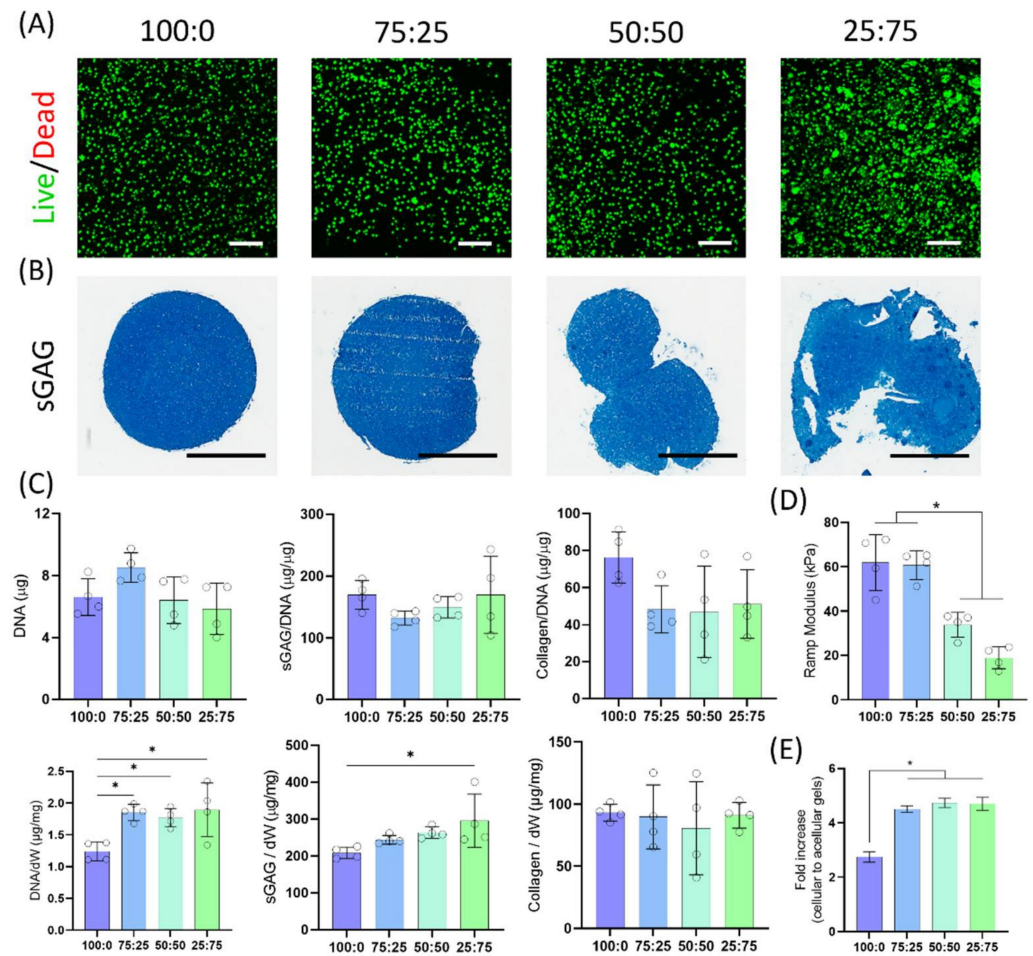 (A)
100:0 75:25 50:50 25:75
Live/Dead
(B)
sGAG
(C)
DNA (µg)
12
8
4
0
100:0 75:25 50:50 25:75
sGAG/DNA (µg/µg)
300
200
100
0
100:0 75:25 50:50 25:75
Collagen/DNA (µg/µg)
100
80
60
40
20
0
100:0 75:25 50:50 25:75
(D)
*
Ramp Modulus (kPa)
80
60
40
20
0
100:0 75:25 50:50 25:75
*
*
*
DNA/dW (µg/mg)
2.5
2.0
1.5
1.0
0.5
0.0
100:0 75:25 50:50 25:75
*
sGAG / dW (µg/mg)
500
400
300
200
100
0
100:0 75:25 50:50 25:75
Collagen / dW (µg/mg)
150
100
50
0
100:0 75:25 50:50 25:75
(E)
*
Fold increase
(cellular to acellular gels)
6
4
2
0
100:0 75:25 50:50 25:75